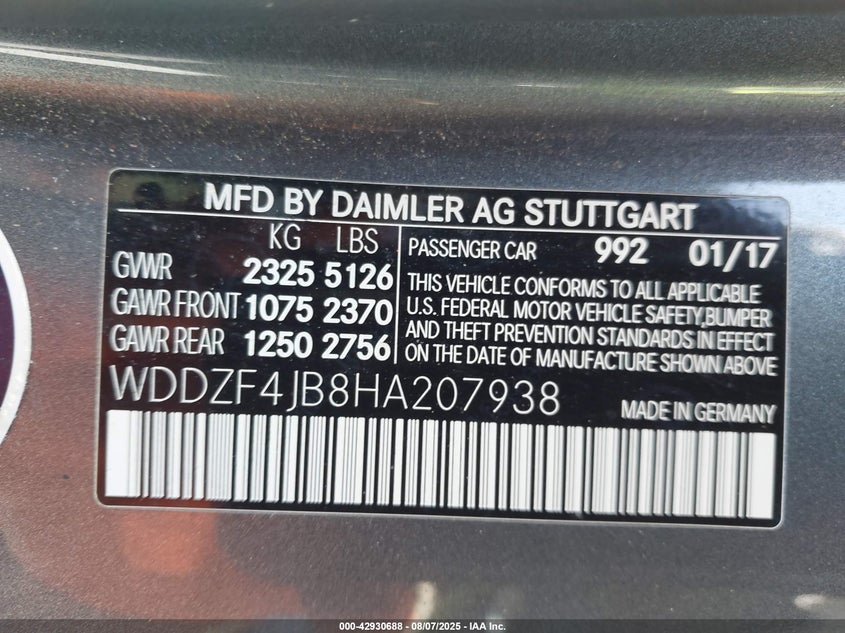 MFD BY DAIMLER AG STUTTGART
KG LBS
GVWR 2325 5126
GAWR FRONT 1075 2370
GAWR REAR 1250 2756
PASSENGER CAR 992 01/17
THIS VEHICLE CONFORMS TO ALL APPLICABLE
U.S. FEDERAL MOTOR VEHICLE SAFETY,BUMPER
AND THEFT PREVENTION STANDARDS IN EFFECT
ON THE DATE OF MANUFACTURE SHOWN ABOVE
WDDZF4JB8HA207938
MADE IN GERMANY
000-42930688 - 08/07/2025 - IAA Inc.